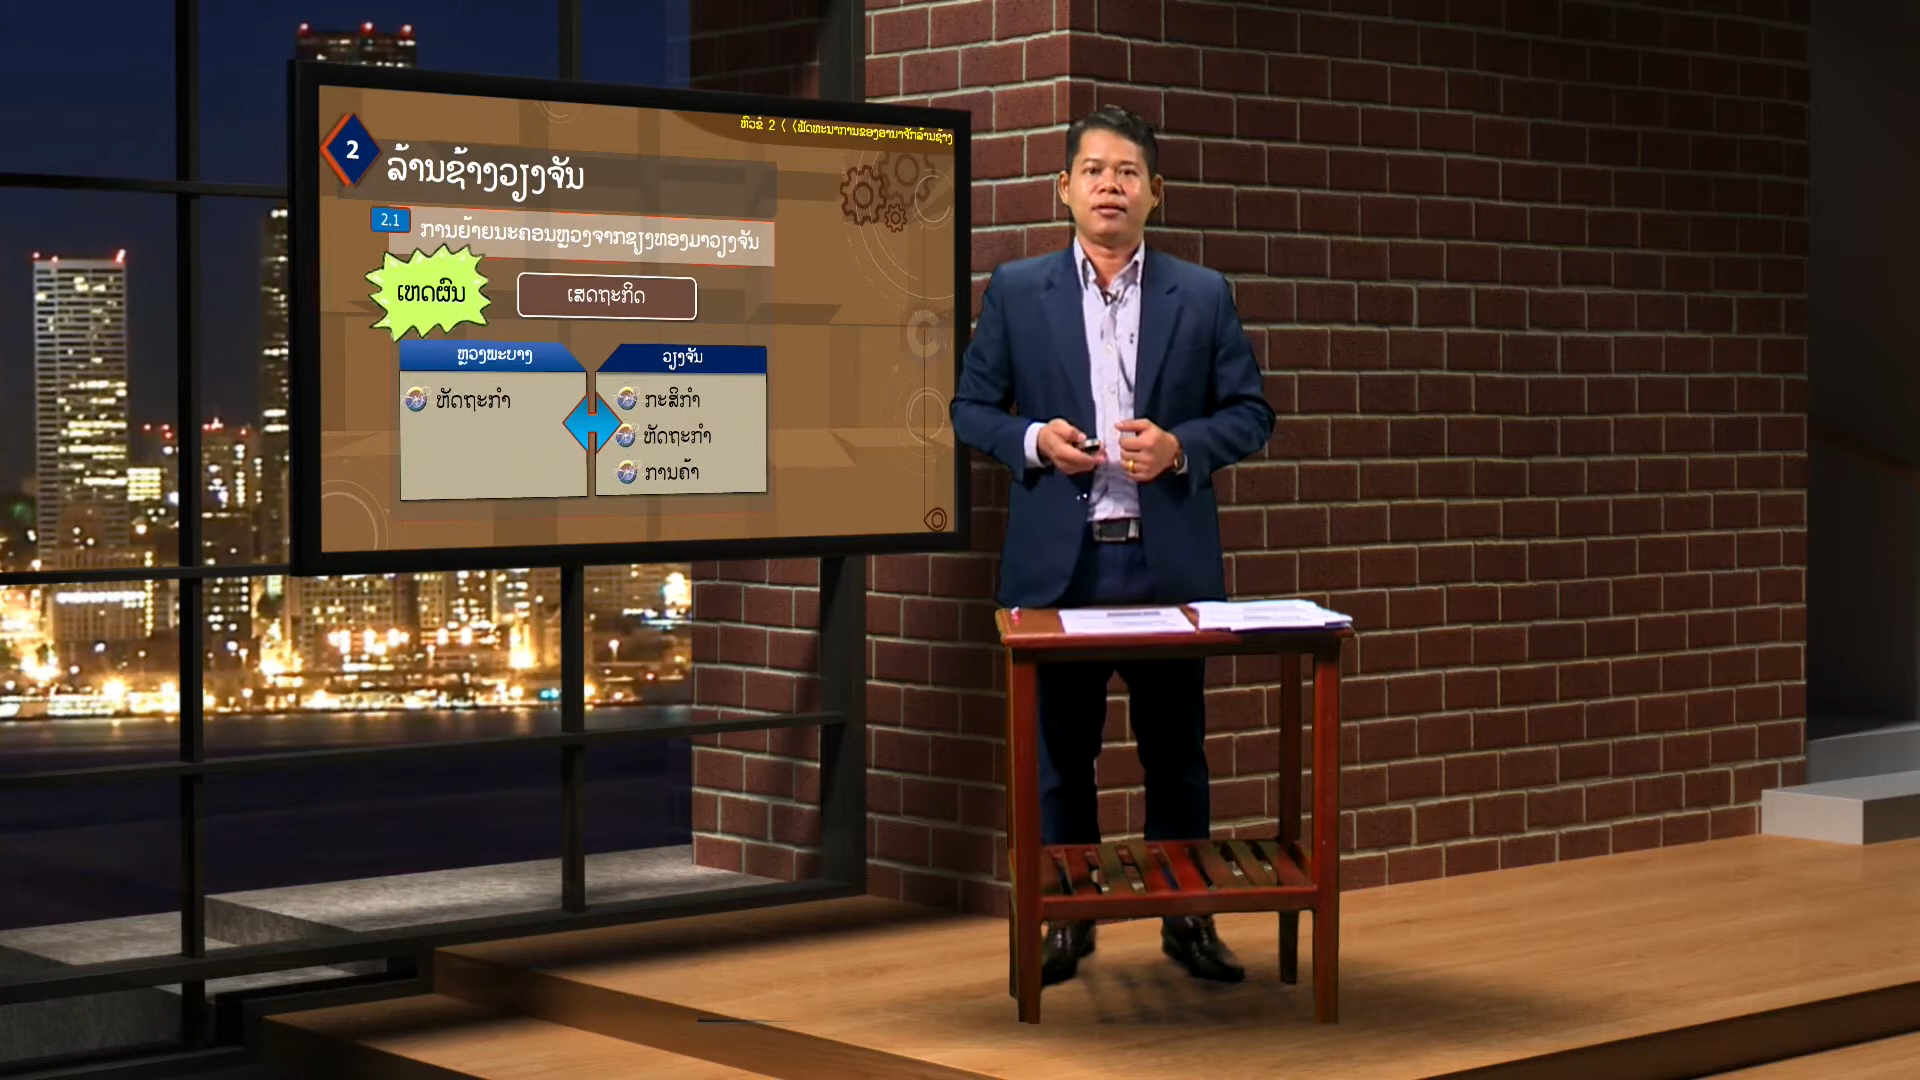 ຫົວຂໍ້ 2 ⟨ ⟨ພັດທະນາການຂອງອານາຈັກລ້ານຊ້າງ
2
ລ້ານຊ້າງວຽງຈັນ
2.1
ການຍ້າຍນະຄອນຫຼວງຈາກຊຽງທອງມາວຽງຈັນ
ເຫດຜົນ
ເສດຖະກິດ
ຫຼວງພະບາງ
ວຽງຈັນ
ຫັດຖະກຳ
ກະສິກຳ
ຫັດຖະກຳ
ການຄ້າ